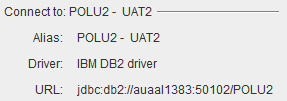 Connect to: POLU2 - UAT2
Alias: POLU2 - UAT2
Driver: IBM DB2 driver
URL: jdbc:db2://auaal1383:50102/POLU2